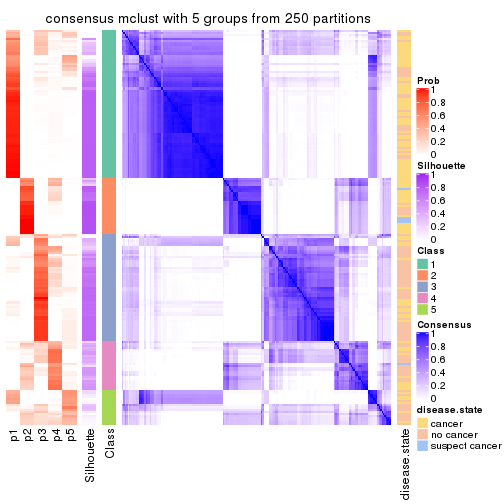 consensus mclust with 5 groups from 250 partitions
Prob
1
0.8
0.6
0.4
0.2
0
Silhouette
1
0.8
0.6
0.4
0.2
0
Class
1
2
3
4
5
Consensus
1
0.8
0.6
0.4
0.2
0
disease.state
cancer
no cancer
suspect cancer
p1
p2
p3
p4
p5
Silhouette
Class
disease.state